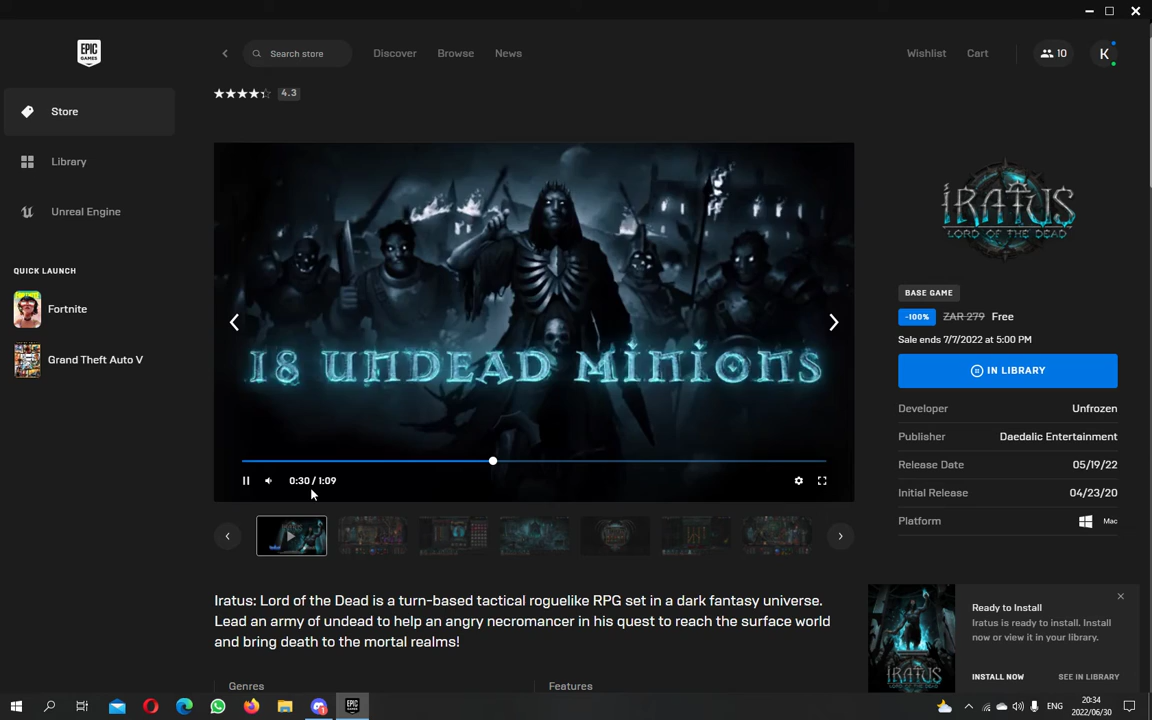 EPIC
GAMES
Search store
Discover
Browse
News
Wishlist
Cart
10
K
Store
Library
Unreal Engine
QUICK LAUNCH
Fortnite
Grand Theft Auto V
4.3
18 UNDEAD MINIONS
0:30 / 1:09
IRATUS
LORD OF THE DEAD
BASE GAME
-100% ZAR 279 Free
Sale ends 7/7/2022 at 5:00 PM
IN LIBRARY
Developer Unfrozen
Publisher Daedalic Entertainment
Release Date 05/19/22
Initial Release 04/23/20
Platform Mac
Iratus: Lord of the Dead is a turn-based tactical roguelike RPG set in a dark fantasy universe.
Lead an army of undead to help an angry necromancer in his quest to reach the surface world
and bring death to the mortal realms!
Genres
Features
IRATUS
Ready to Install
Iratus is ready to install. Install
now or view it in your library.
INSTALL NOW
SEE IN LIBRARY
EPIC
GAMES
ENG
20:34
2022/06/30